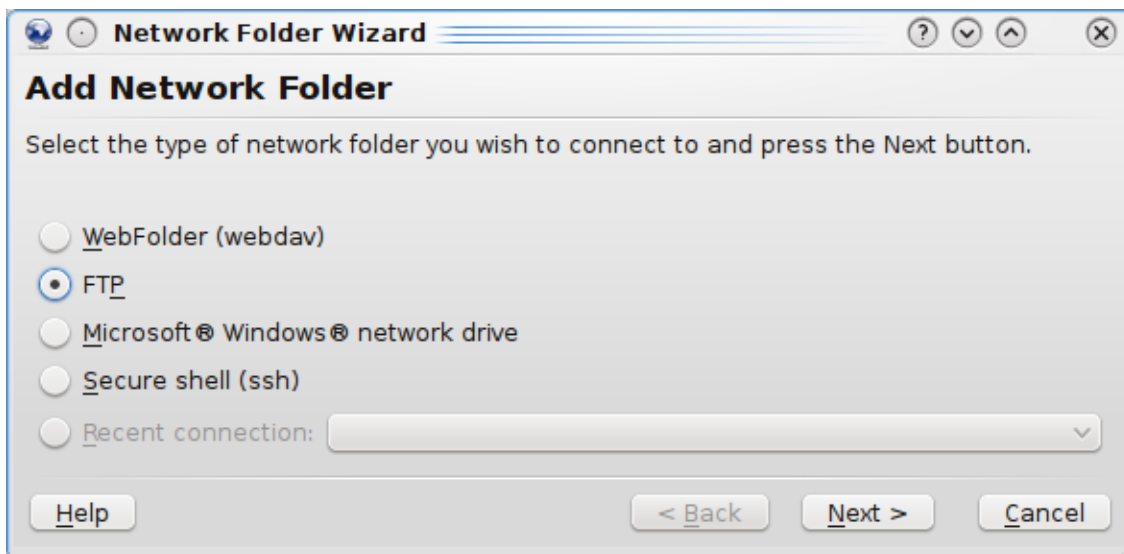 Network Folder Wizard
Add Network Folder
Select the type of network folder you wish to connect to and press the Next button.
WebFolder (webdav)
FTP
Microsoft® Windows® network drive
Secure shell (ssh)
Recent connection:
Help
< Back
Next >
Cancel